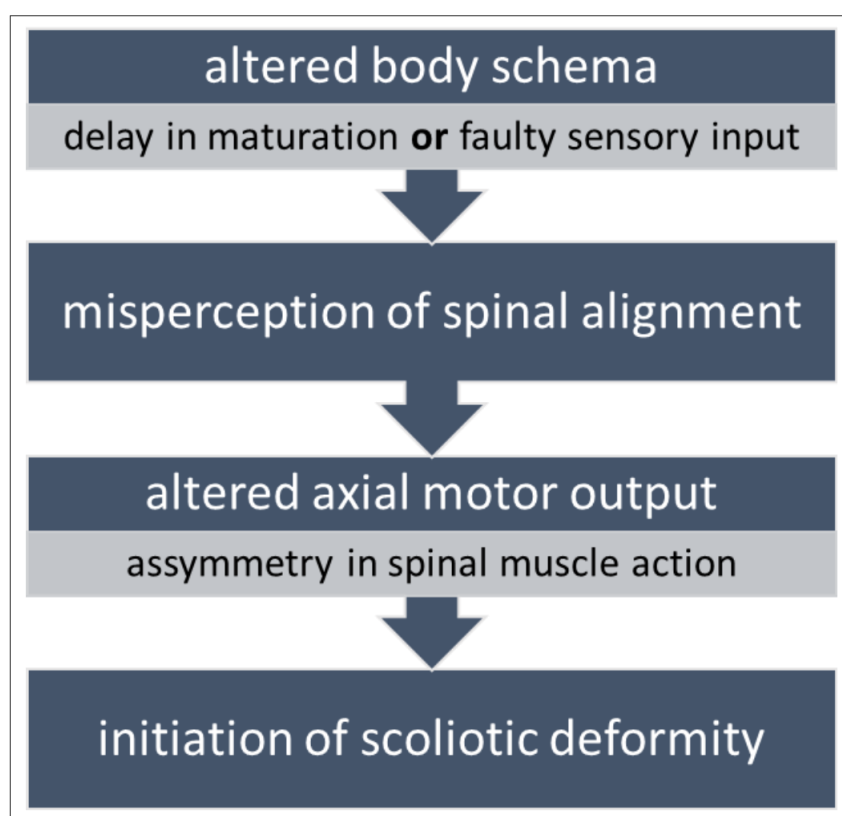 altered body schema
delay in maturation or faulty sensory input
misperception of spinal alignment
altered axial motor output
assymmetry in spinal muscle action
initiation of scoliotic deformity